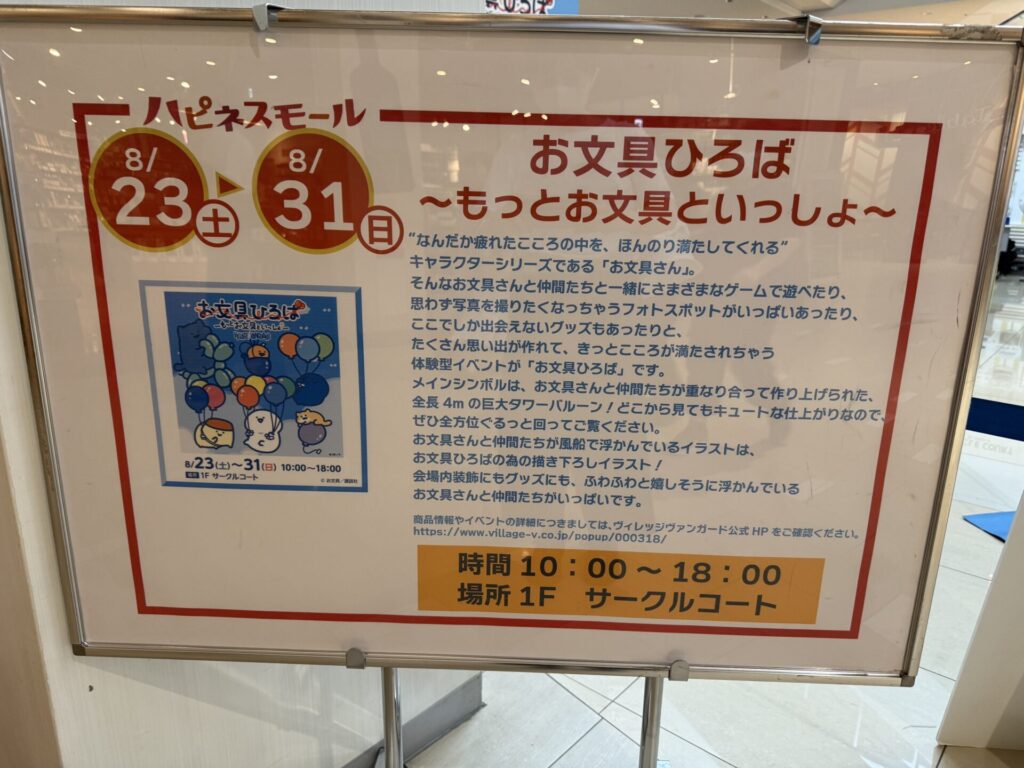 ハピネスモール
8/23土 ▶ 8/31日
お文具ひろば
～もっとお文具といっしょ～
“なんだか疲れたこころの中を、ほんのり満たしてくれる”
キャラクターシリーズである「お文具さん」。
そんなお文具さんと仲間たちと一緒にさまざまなゲームで遊べたり、
思わず写真を撮りたくなっちゃうフォトスポットがいっぱいあったり、
ここでしか出会えないグッズもあったりと、
たくさん思い出が作れて、きっとこころが満たされちゃう
体験型イベントが「お文具ひろば」です。
メインシンボルは、お文具さんと仲間たちが重なり合って作り上げられた、
全長 4m の巨大タワーバルーン！どこから見てもキュートな仕上がりなので、
ぜひ全方位ぐるっと回ってご覧ください。
お文具さんと仲間たちが風船で浮かんでいるイラストは、
お文具ひろばの為の描き下ろしイラスト！
会場内装飾にもグッズにも、ふわふわと嬉しそうに浮かんでいる
お文具さんと仲間たちがいっぱいです。
商品情報やイベントの詳細につきましては、ヴィレッジヴァンガード公式 HP をご確認ください。
https://www.village-v.co.jp/popup/000318/
時間 10：00 ～ 18：00
場所 1F　サークルコート
お文具ひろば
～もっとお文具といっしょ～
8/23(土)～31(日) 10:00～18:00
場所 1F サークルコート
© お文具／講談社